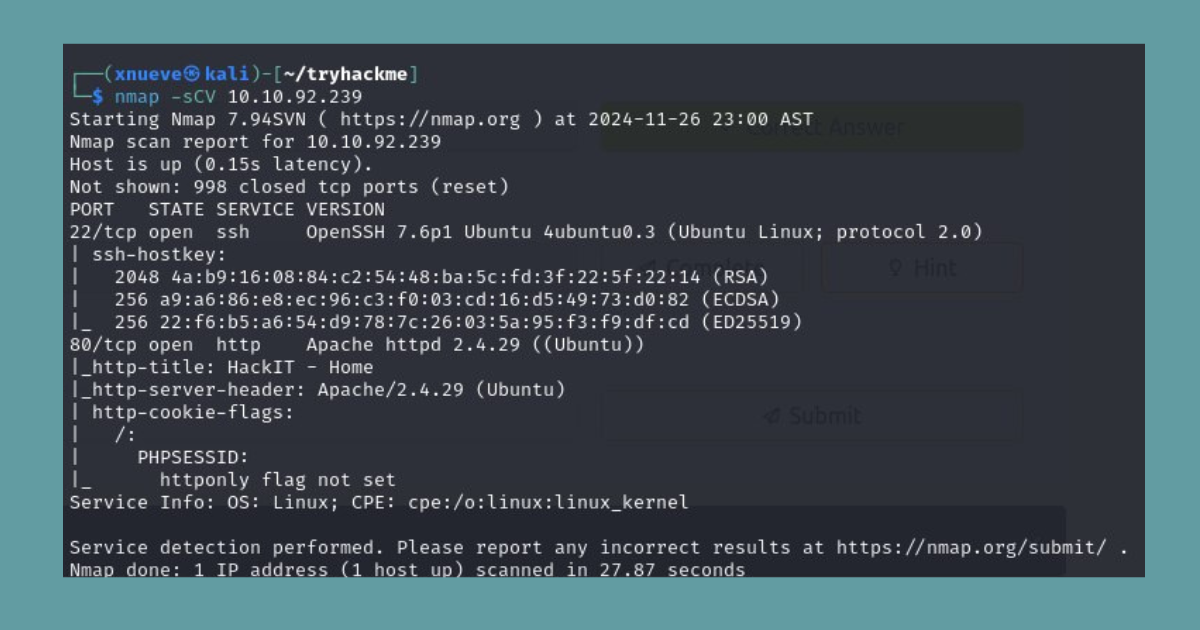 ┌──(xnueve㉿kali)-[~/tryhackme]
└─$ nmap -sCV 10.10.92.239
Starting Nmap 7.94SVN ( https://nmap.org ) at 2024-11-26 23:00 AST
Correct Answer
Nmap scan report for 10.10.92.239
Host is up (0.15s latency).
Not shown: 998 closed tcp ports (reset)
PORT   STATE SERVICE VERSION
22/tcp open  ssh     OpenSSH 7.6p1 Ubuntu 4ubuntu0.3 (Ubuntu Linux; protocol 2.0)
| ssh-hostkey:
|   2048 4a:b9:16:08:84:c2:54:48:ba:5c:fd:3f:22:5f:22:14 (RSA)
Complete
Hint
|   256 a9:a6:86:e8:ec:96:c3:f0:03:cd:16:d5:49:73:d0:82 (ECDSA)
|_  256 22:f6:b5:a6:54:d9:78:7c:26:03:5a:95:f3:f9:df:cd (ED25519)
80/tcp open  http    Apache httpd 2.4.29 ((Ubuntu))
|_http-title: HackIT - Home
|_http-server-header: Apache/2.4.29 (Ubuntu)
| http-cookie-flags:
Submit
|   /:
|     PHPSESSID:
|_      httponly flag not set
Service Info: OS: Linux; CPE: cpe:/o:linux:linux_kernel
Service detection performed. Please report any incorrect results at https://nmap.org/submit/ .
Nmap done: 1 IP address (1 host up) scanned in 27.87 seconds